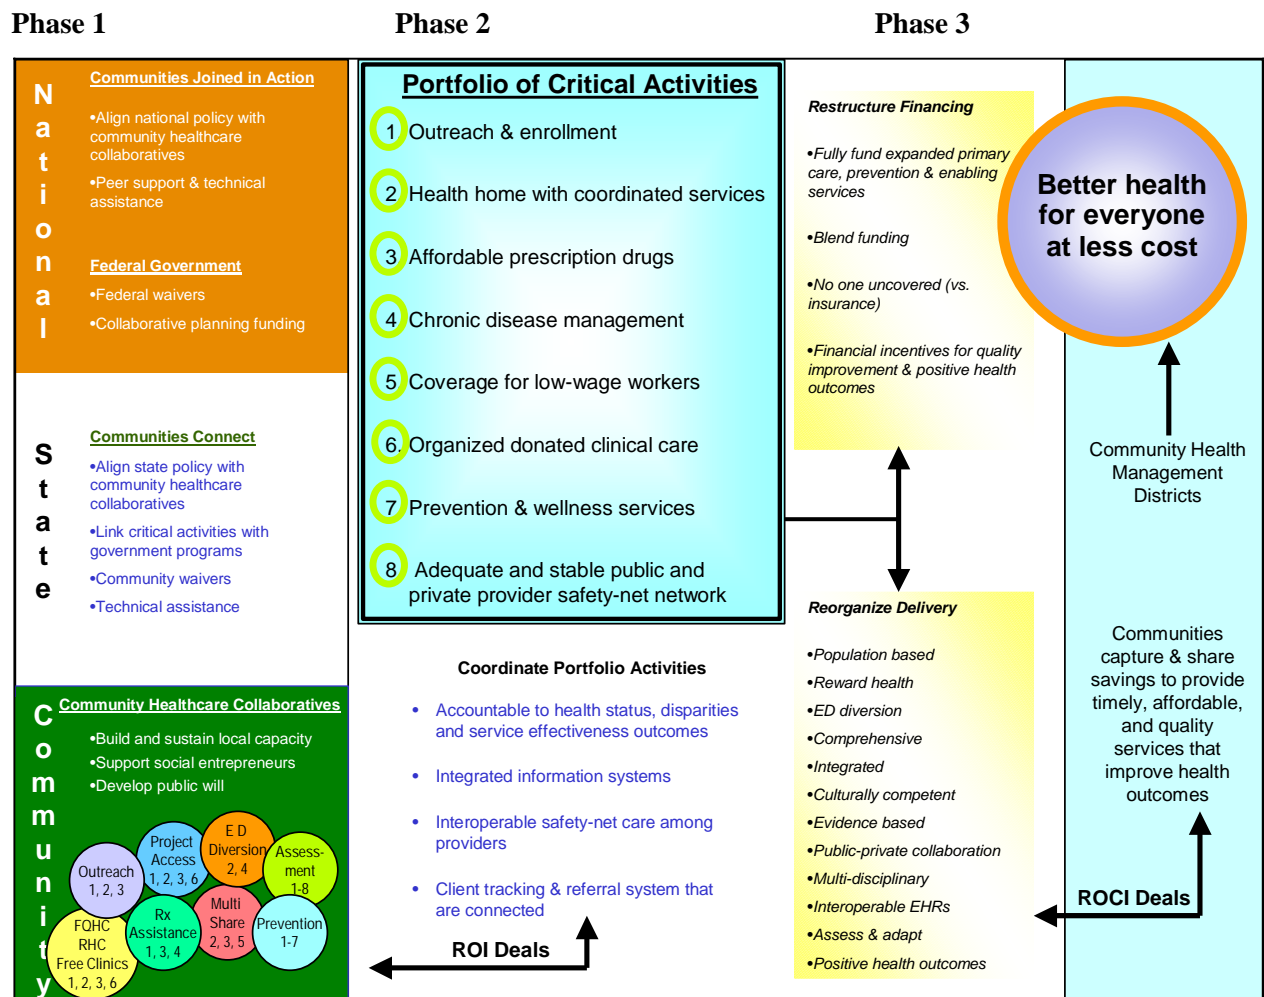 Phase 1
Phase 2
Phase 3
National
Communities Joined in Action
•Align national policy with
community healthcare
collaboratives
•Peer support & technical
assistance
Federal Government
•Federal waivers
•Collaborative planning funding
State
Communities Connect
•Align state policy with
community healthcare
collaboratives
•Link critical activities with
government programs
•Community waivers
•Technical assistance
Community
Community Healthcare Collaboratives
•Build and sustain local capacity
•Support social entrepreneurs
•Develop public will
Outreach
1, 2, 3
Project
Access
1, 2, 3, 6
E D
Diversion
2, 4
Assess-
ment
1-8
FQHC
RHC
Free Clinics
1, 2, 3, 6
Rx
Assistance
1, 3, 4
Multi
Share
2, 3, 5
Prevention
1-7
Portfolio of Critical Activities
1 Outreach & enrollment
2 Health home with coordinated services
3 Affordable prescription drugs
4 Chronic disease management
5 Coverage for low-wage workers
6. Organized donated clinical care
7 Prevention & wellness services
8 Adequate and stable public and
private provider safety-net network
Coordinate Portfolio Activities
• Accountable to health status, disparities
and service effectiveness outcomes
• Integrated information systems
• Interoperable safety-net care among
providers
• Client tracking & referral system that
are connected
ROI Deals
Restructure Financing
•Fully fund expanded primary
care, prevention & enabling
services
•Blend funding
•No one uncovered (vs.
insurance)
•Financial incentives for quality
improvement & positive health
outcomes
Reorganize Delivery
•Population based
•Reward health
•ED diversion
•Comprehensive
•Integrated
•Culturally competent
•Evidence based
•Public-private collaboration
•Multi-disciplinary
•Interoperable EHRs
•Assess & adapt
•Positive health outcomes
Better health
for everyone
at less cost
Community Health
Management
Districts
Communities
capture & share
savings to provide
timely, affordable,
and quality
services that
improve health
outcomes
ROCI Deals